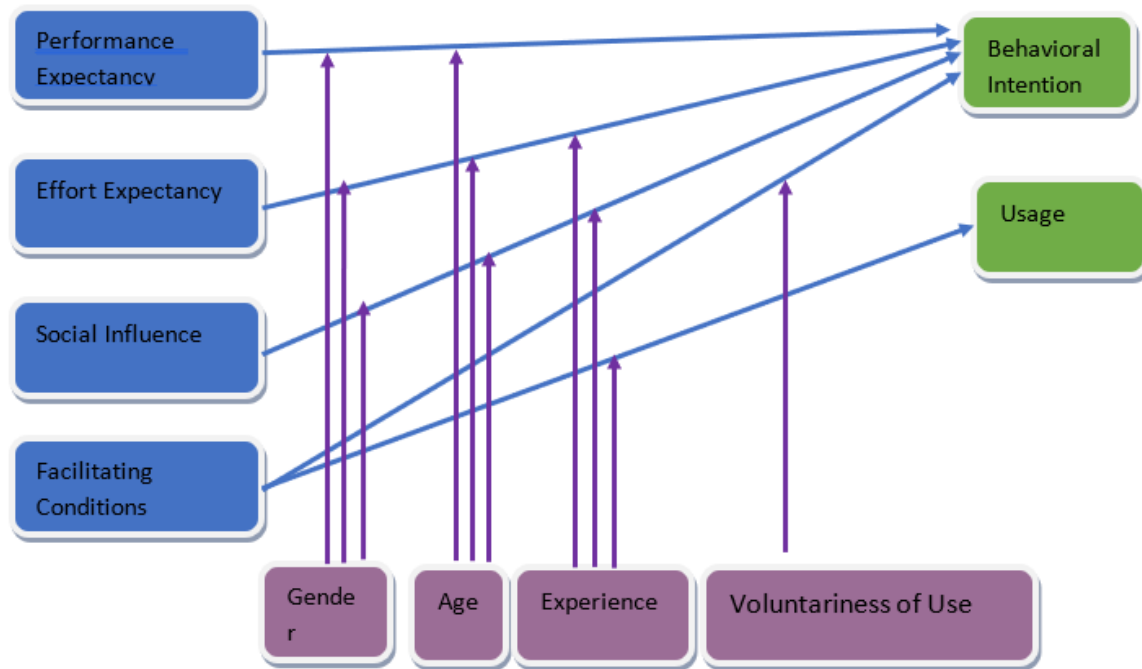 Performance
Expectancy
Behavioral
Intention
Effort Expectancy
Usage
Social Influence
Facilitating
Conditions
Gende
r
Age
Experience
Voluntariness of Use